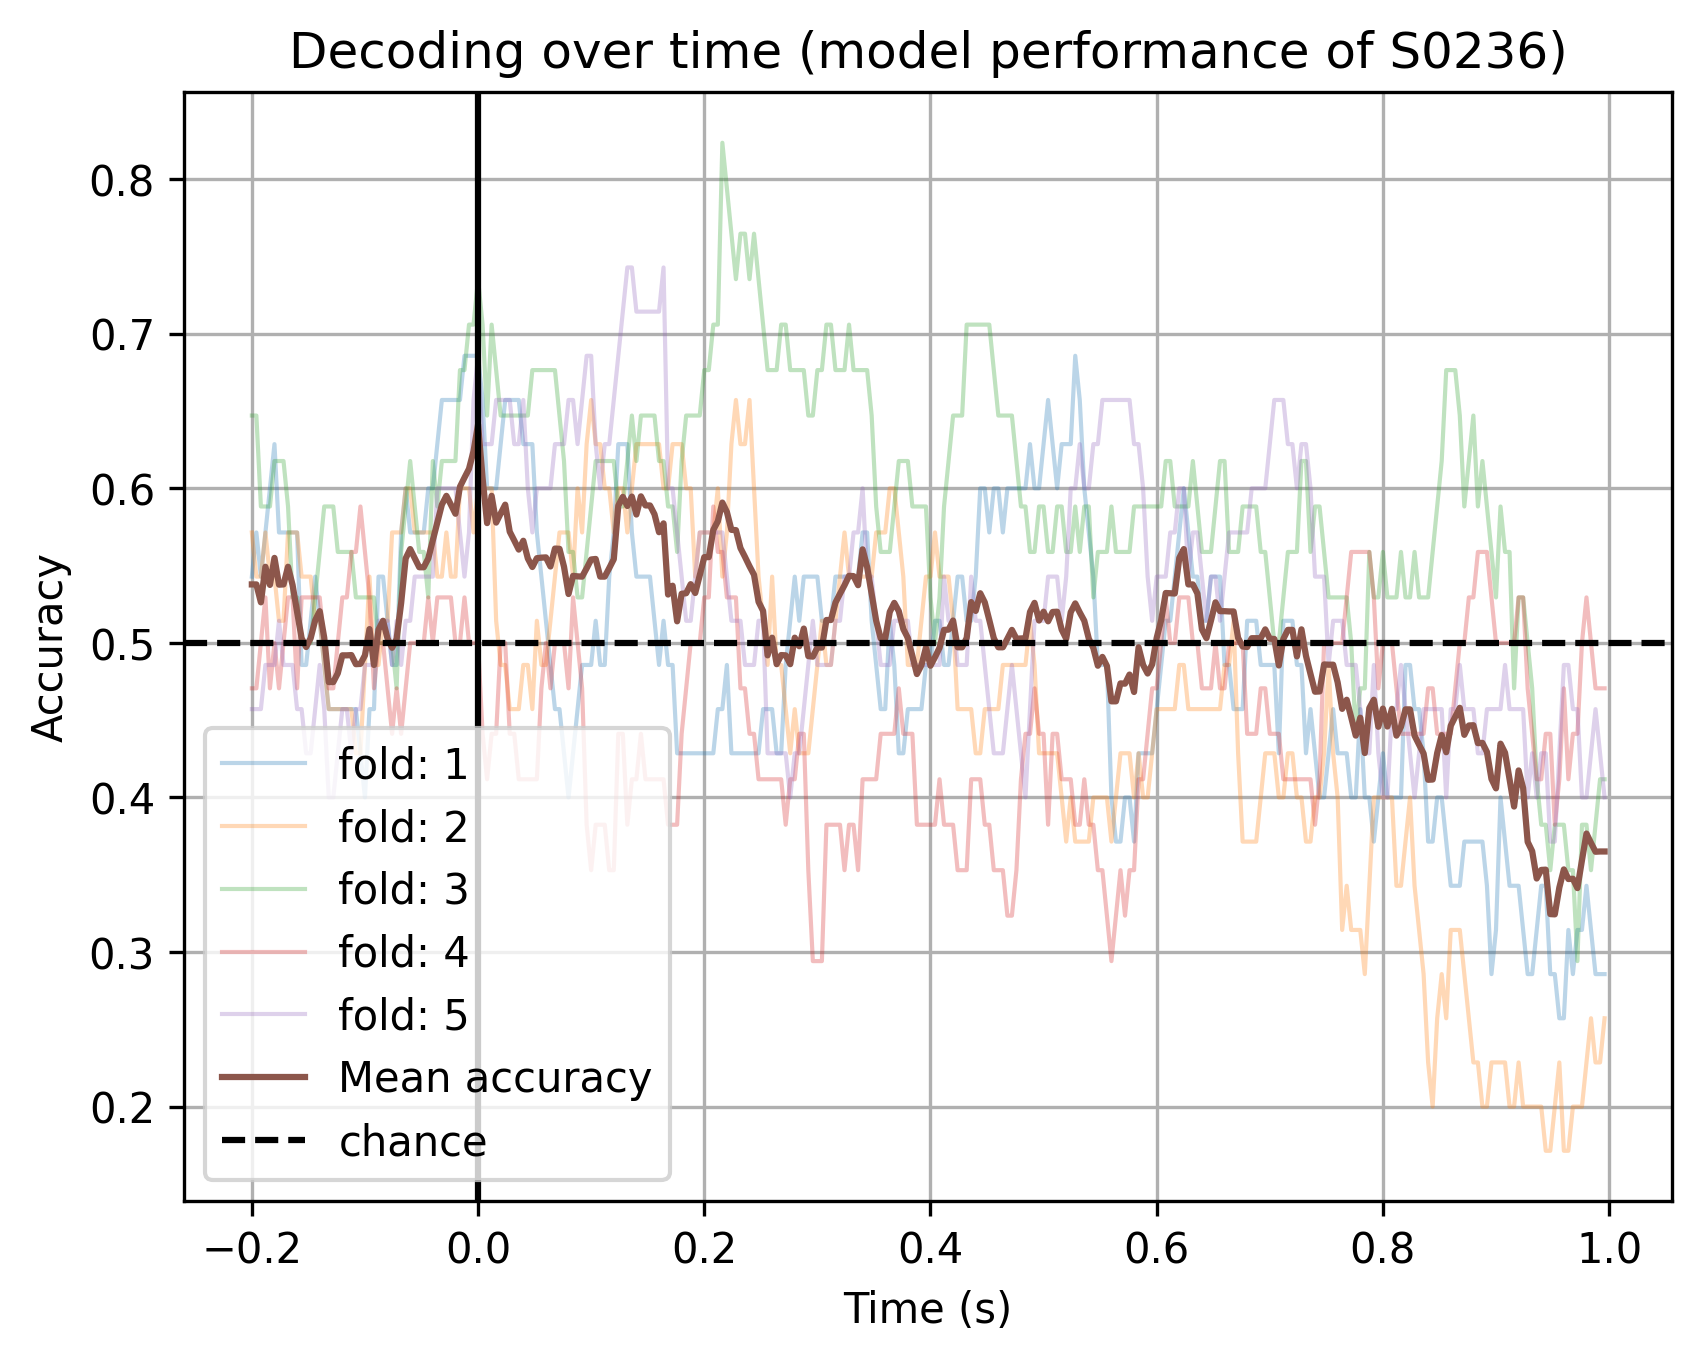 Decoding over time (model performance of S0236)
Accuracy
0.8
0.7
0.6
0.5
0.4
0.3
0.2
fold: 1
fold: 2
fold: 3
fold: 4
fold: 5
Mean accuracy
chance
−0.2 0.0 0.2 0.4 0.6 0.8 1.0
Time (s)